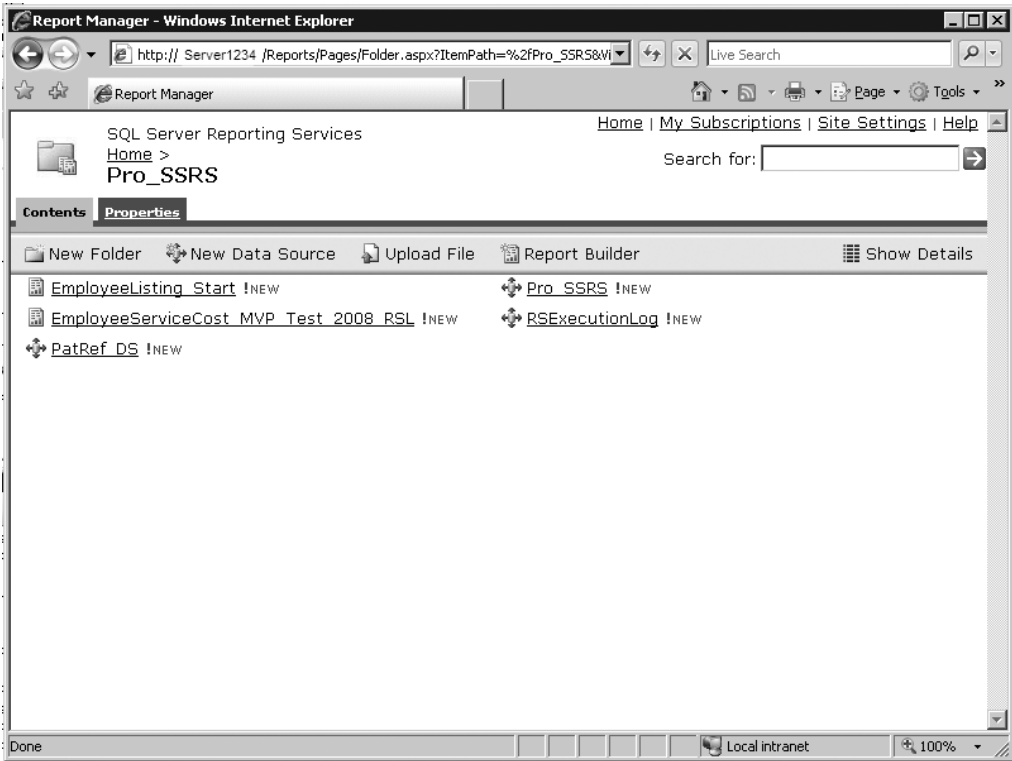 Report Manager - Windows Internet Explorer
http:// Server1234 /Reports/Pages/Folder.aspx?ItemPath=%2fPro_SSRS&Vi
Live Search
Report Manager
Page
Tools
»
SQL Server Reporting Services
Home | My Subscriptions | Site Settings | Help
Home >
Search for:
Pro_SSRS
Contents Properties
New Folder New Data Source Upload File Report Builder Show Details
EmployeeListing_Start !NEW
Pro_SSRS !NEW
EmployeeServiceCost_MVP_Test_2008_RSL !NEW
RSExecutionLog !NEW
PatRef_DS !NEW
Done
Local intranet
100%